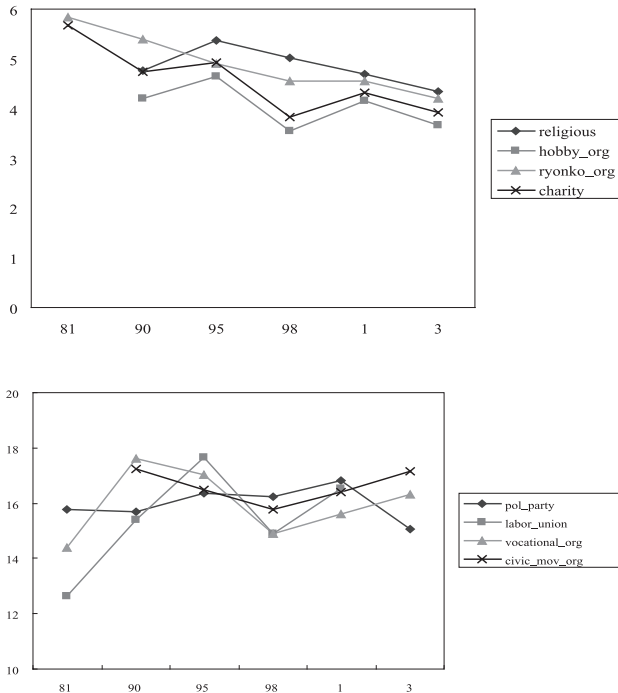 6
5
4
3
2
1
0
81 90 95 98 1 3
religious
hobby_org
ryonko_org
charity
20
18
16
14
12
10
81 90 95 98 1 3
pol_party
labor_union
vocational_org
civic_mov_org